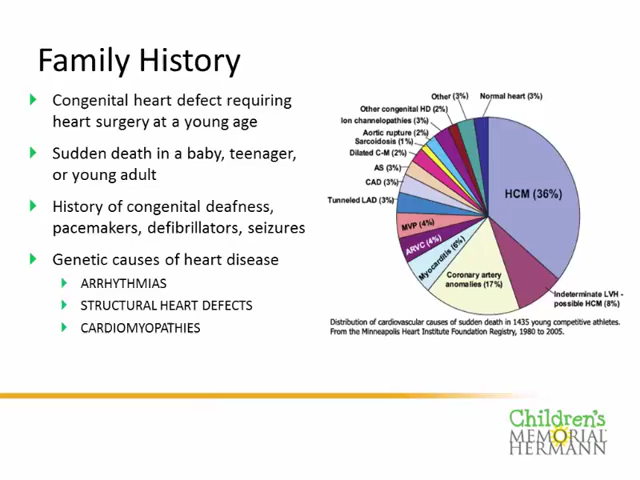 Family History
Congenital heart defect requiring
heart surgery at a young age
Sudden death in a baby, teenager,
or young adult
History of congenital deafness,
pacemakers, defibrillators, seizures
Genetic causes of heart disease
ARRHYTHMIAS
STRUCTURAL HEART DEFECTS
CARDIOMYOPATHIES
Other (3%)
Normal heart (3%)
Other congenital HD (2%)
Ion channelopathies (3%)
Aortic rupture (2%)
Sarcoidosis (1%)
Dilated C-M (2%)
AS (3%)
CAD (3%)
Tunneled LAD (3%)
MVP (4%)
ARVC (4%)
Myocarditis (6%)
Coronary artery
anomalies (17%)
HCM (36%)
Indeterminate LVH -
possible HCM (8%)
Distribution of cardiovascular causes of sudden death in 1435 young competitive athletes.
From the Minneapolis Heart Institute Foundation Registry, 1980 to 2005.
Children's
MEMORIAL
HERMANN